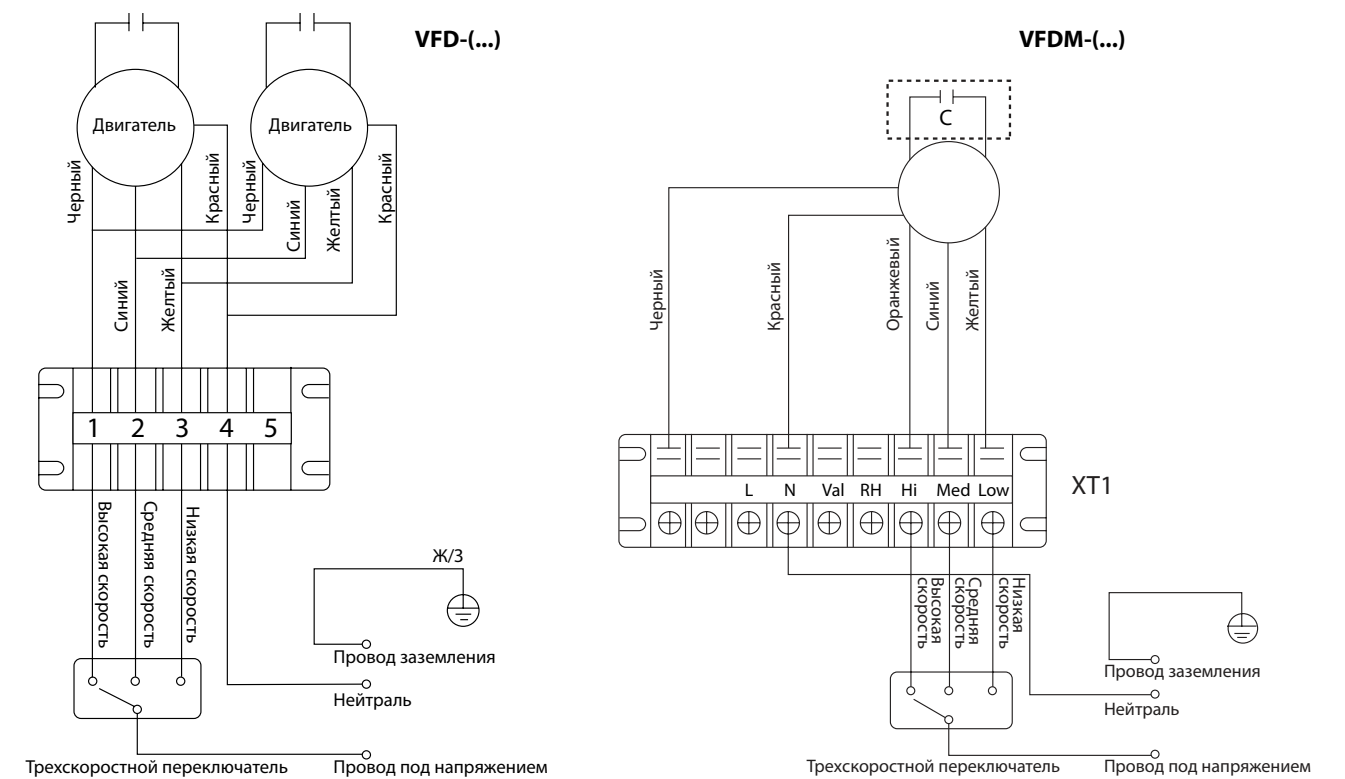 VFD-(...)
Двигатель
Двигатель
Черный
Красный
Черный
Синий
Желтый
Красный
Синий
Желтый
1 2 3 4 5
Высокая скорость
Средняя скорость
Низкая скорость
Ж/З
Провод заземления
Нейтраль
Трехскоростной переключатель
Провод под напряжением
VFDM-(...)
C
Черный
Красный
Оранжевый
Синий
Желтый
L N Val RH Hi Med Low
XT1
Высокая
скорость
Средняя
скорость
Низкая
скорость
Провод заземления
Нейтраль
Трехскоростной переключатель
Провод под напряжением